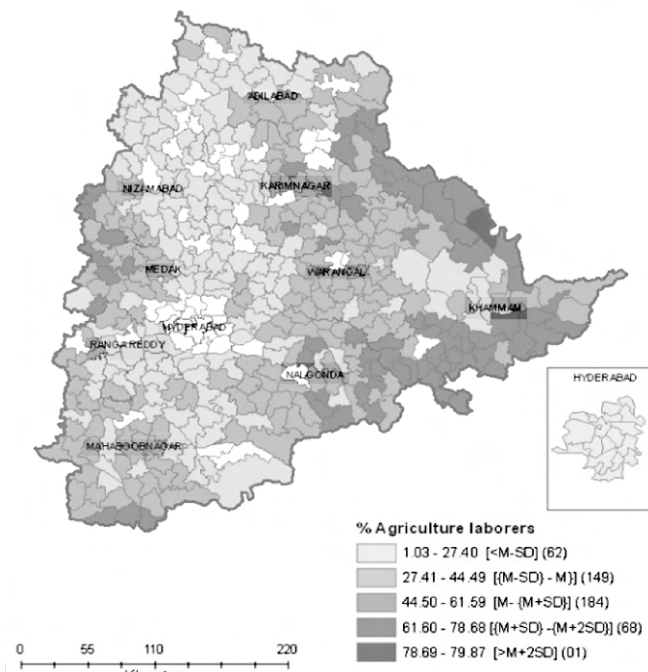 ADILABAD
NIZAMABAD
KARIMNAGAR
MEDAK
WARANGAL
KHAMMAM
HYDERABAD
RANGA REDDY
NALGONDA
HYDERABAD
MAHABOOBNAGAR
% Agriculture laborers
1.03 - 27.40 [<M-SD] (62)
27.41 - 44.49 [{M-SD} - M}] (149)
44.50 - 61.59 [M- {M+SD}] (184)
61.60 - 78.68 [{M+SD} -{M+2SD}] (68)
78.69 - 79.87 [>M+2SD] (01)
0 55 110 220